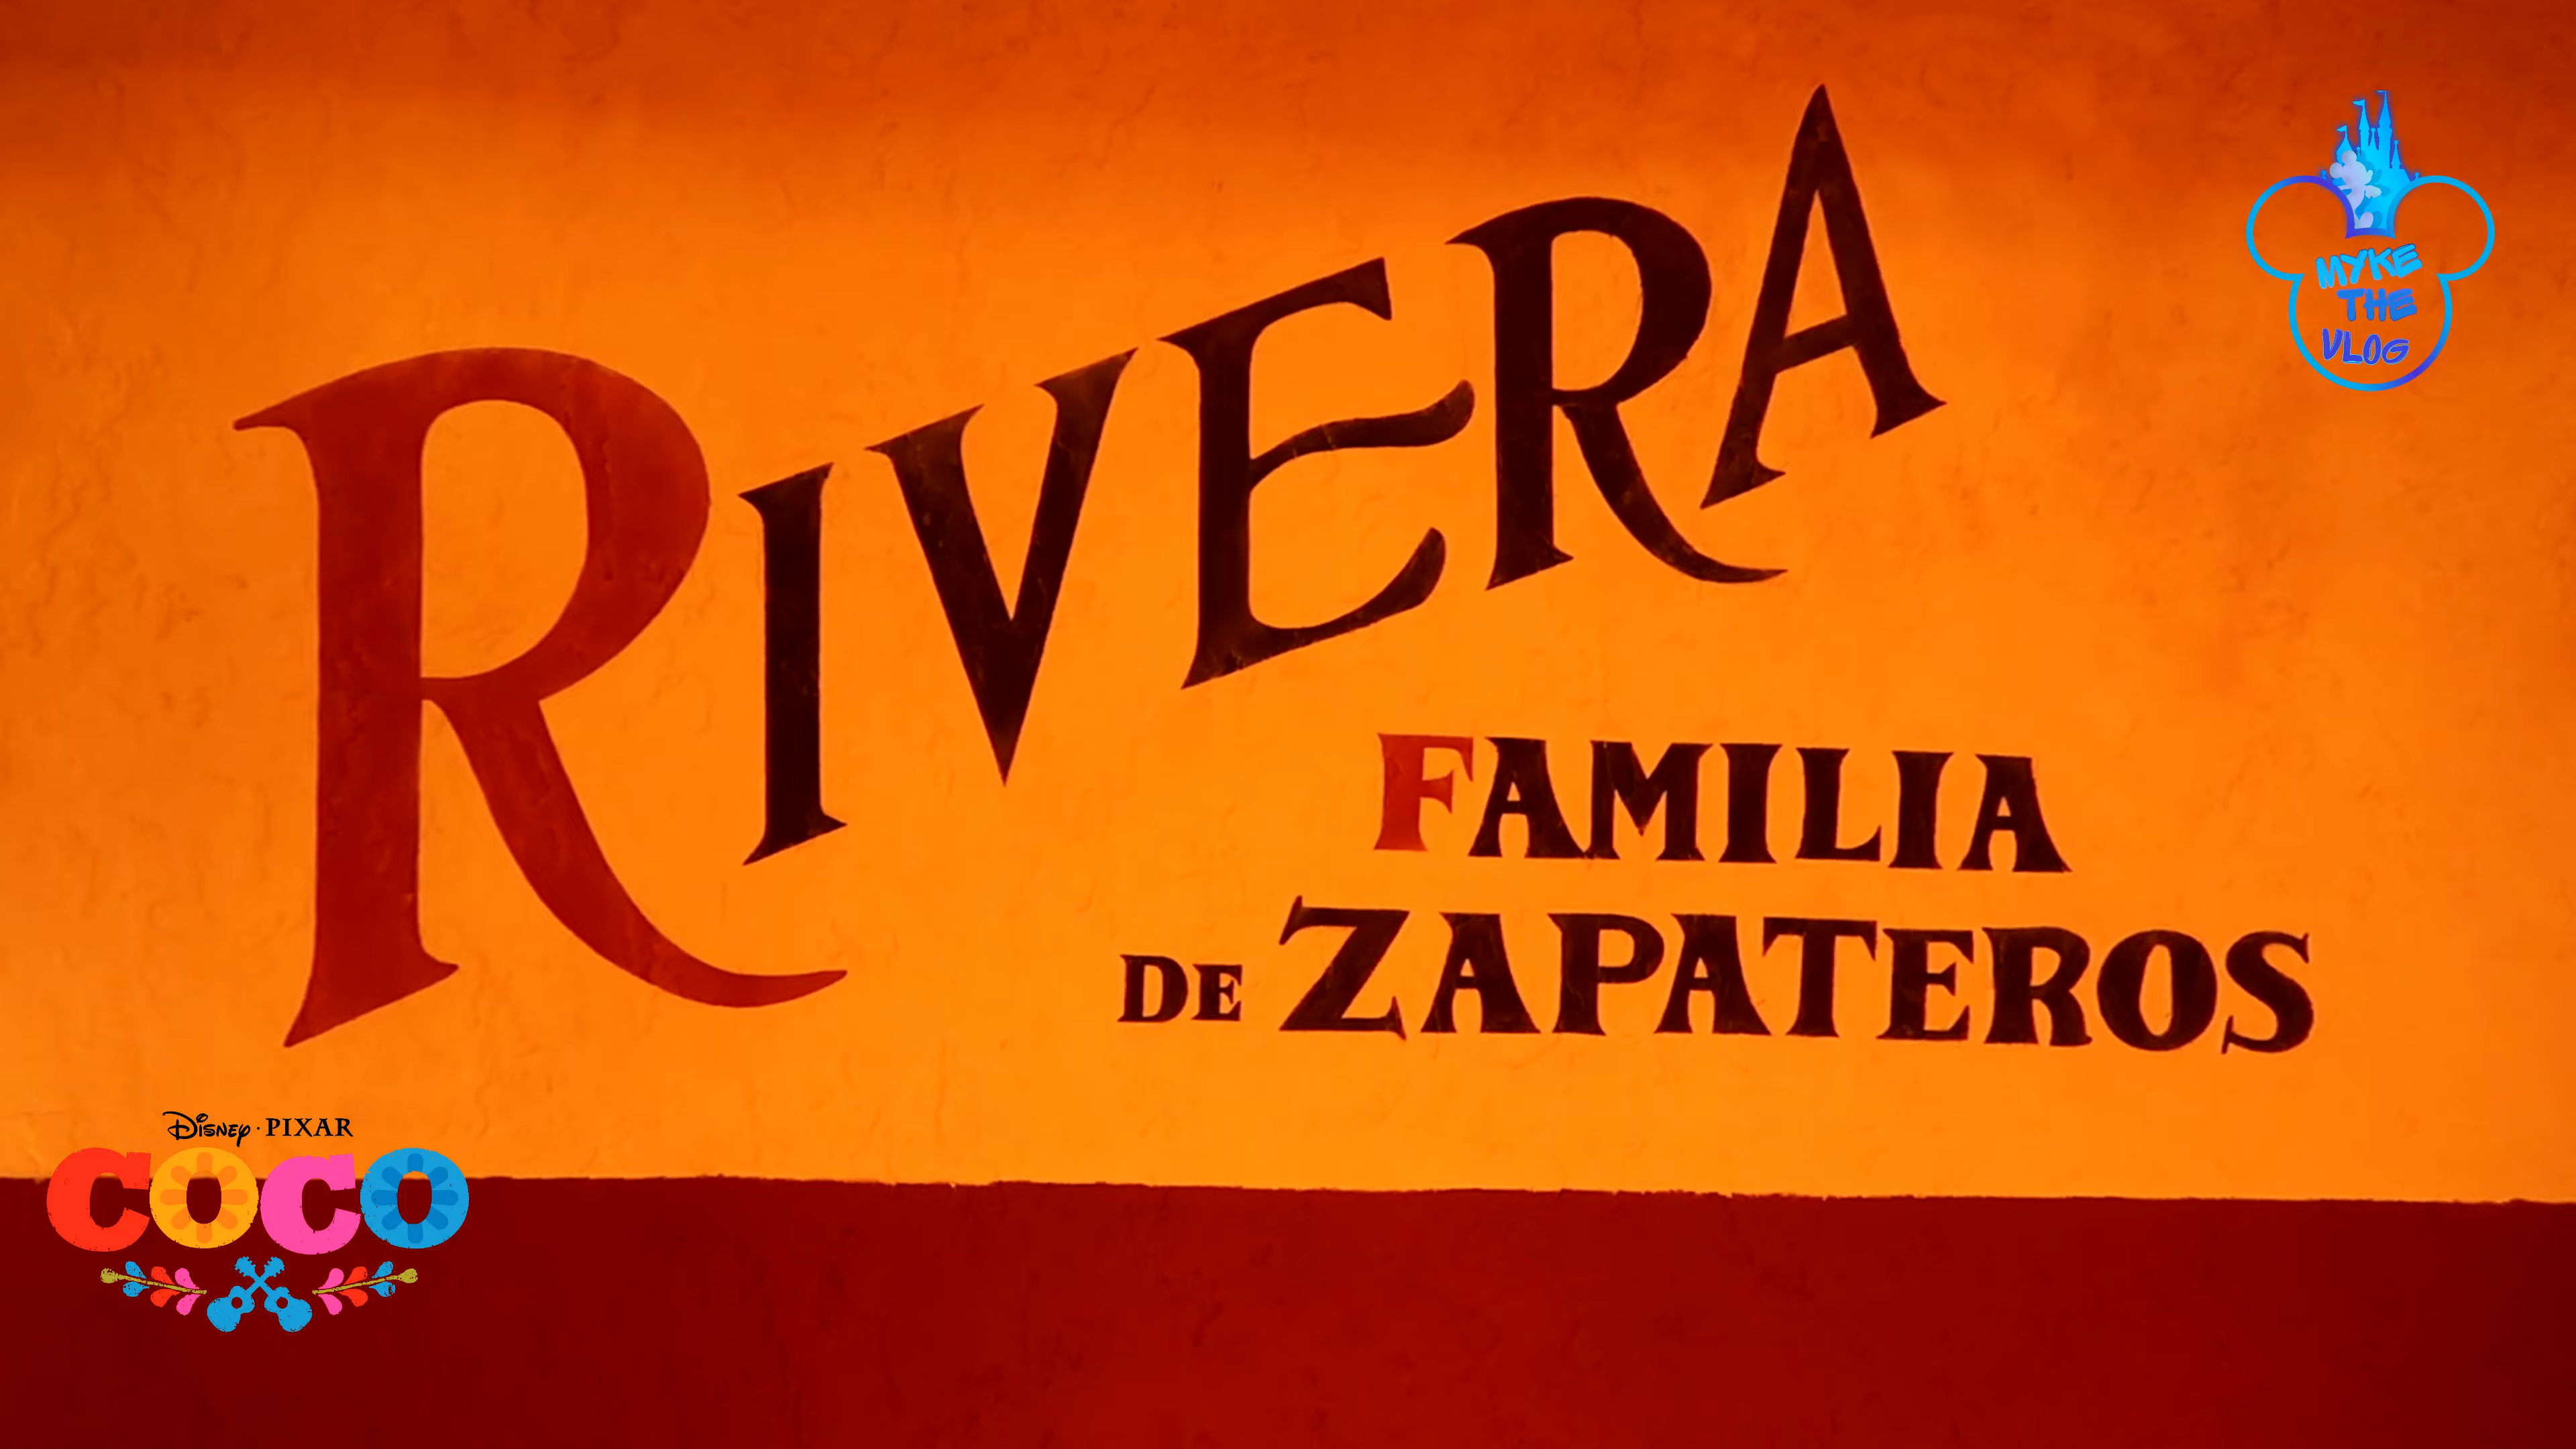 RIVERA
FAMILIA
DE ZAPATEROS
MYKE
THE
VLOG
Disney · PIXAR
COCO